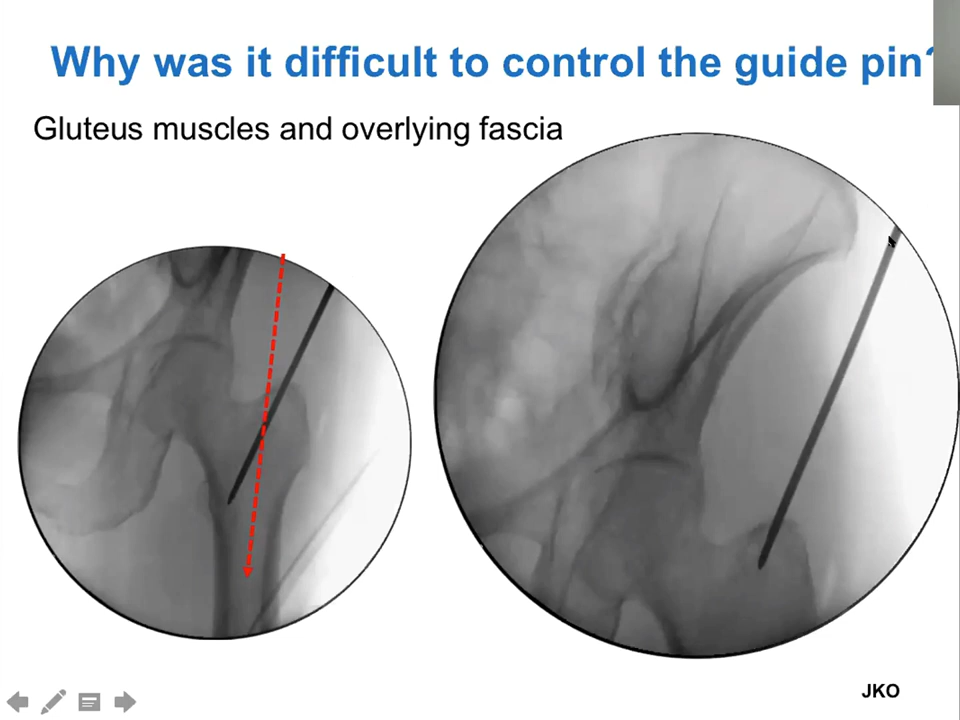 Why was it difficult to control the guide pin?
Gluteus muscles and overlying fascia
JKO